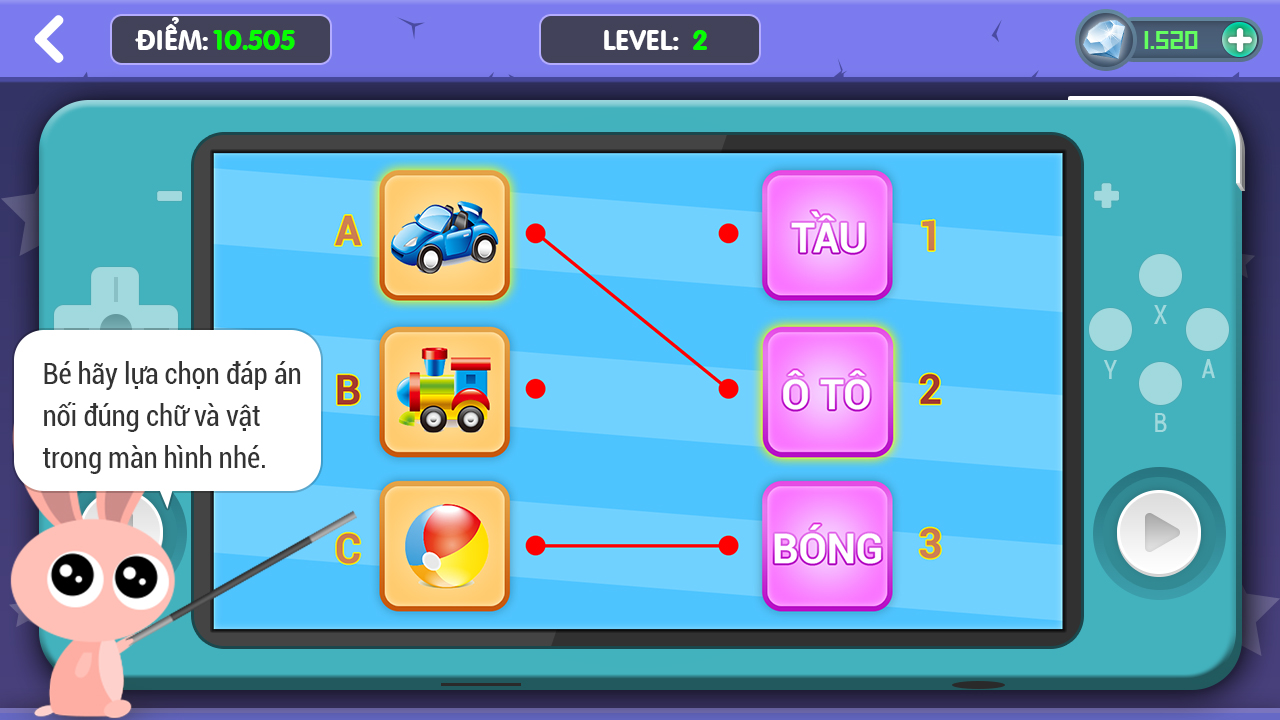 ĐIỂM: 10.505
LEVEL: 2
1.520
A
TẦU
1
B
Ô TÔ
2
C
BÓNG
3
Bé hãy lựa chọn đáp án
nối đúng chữ và vật
trong màn hình nhé.
X
Y
A
B